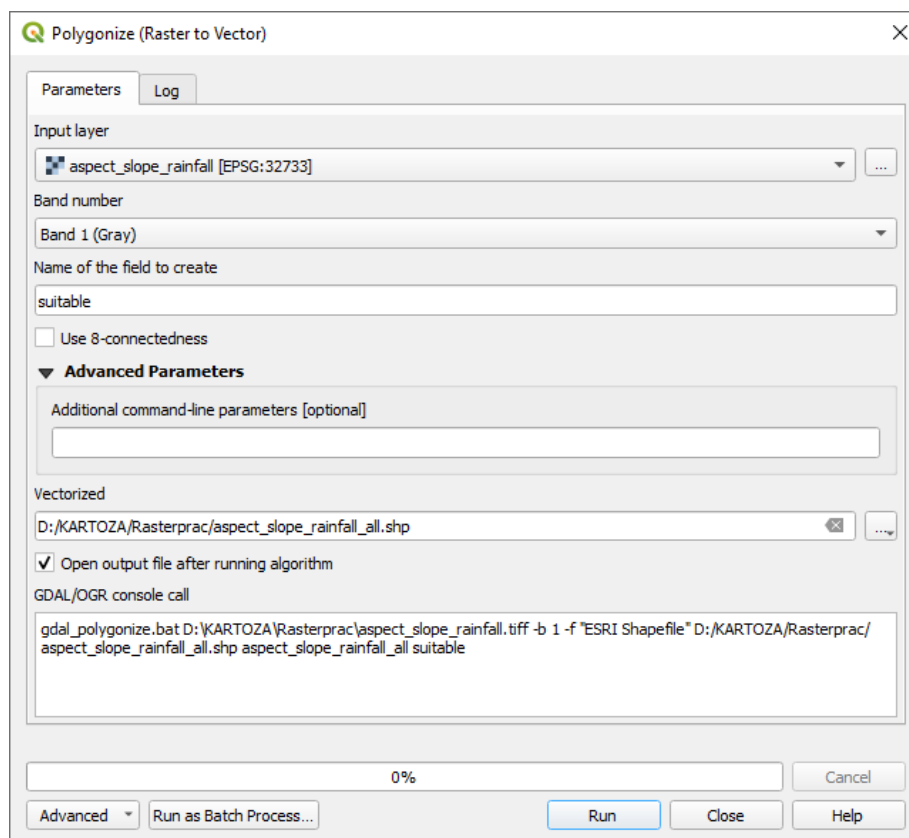 Polygonize (Raster to Vector)
Parameters
Log
Input layer
aspect_slope_rainfall [EPSG:32733]
...
Band number
Band 1 (Gray)
Name of the field to create
suitable
Use 8-connectedness
Advanced Parameters
Additional command-line parameters [optional]
Vectorized
D:/KARTOZA/Rasterprac/aspect_slope_rainfall_all.shp
...
Open output file after running algorithm
GDAL/OGR console call
gdal_polygonize.bat D:\KARTOZA\Rasterprac\aspect_slope_rainfall.tiff -b 1 -f "ESRI Shapefile" D:/KARTOZA/Rasterprac/
aspect_slope_rainfall_all.shp aspect_slope_rainfall_all suitable
0%
Cancel
Advanced
Run as Batch Process...
Run
Close
Help